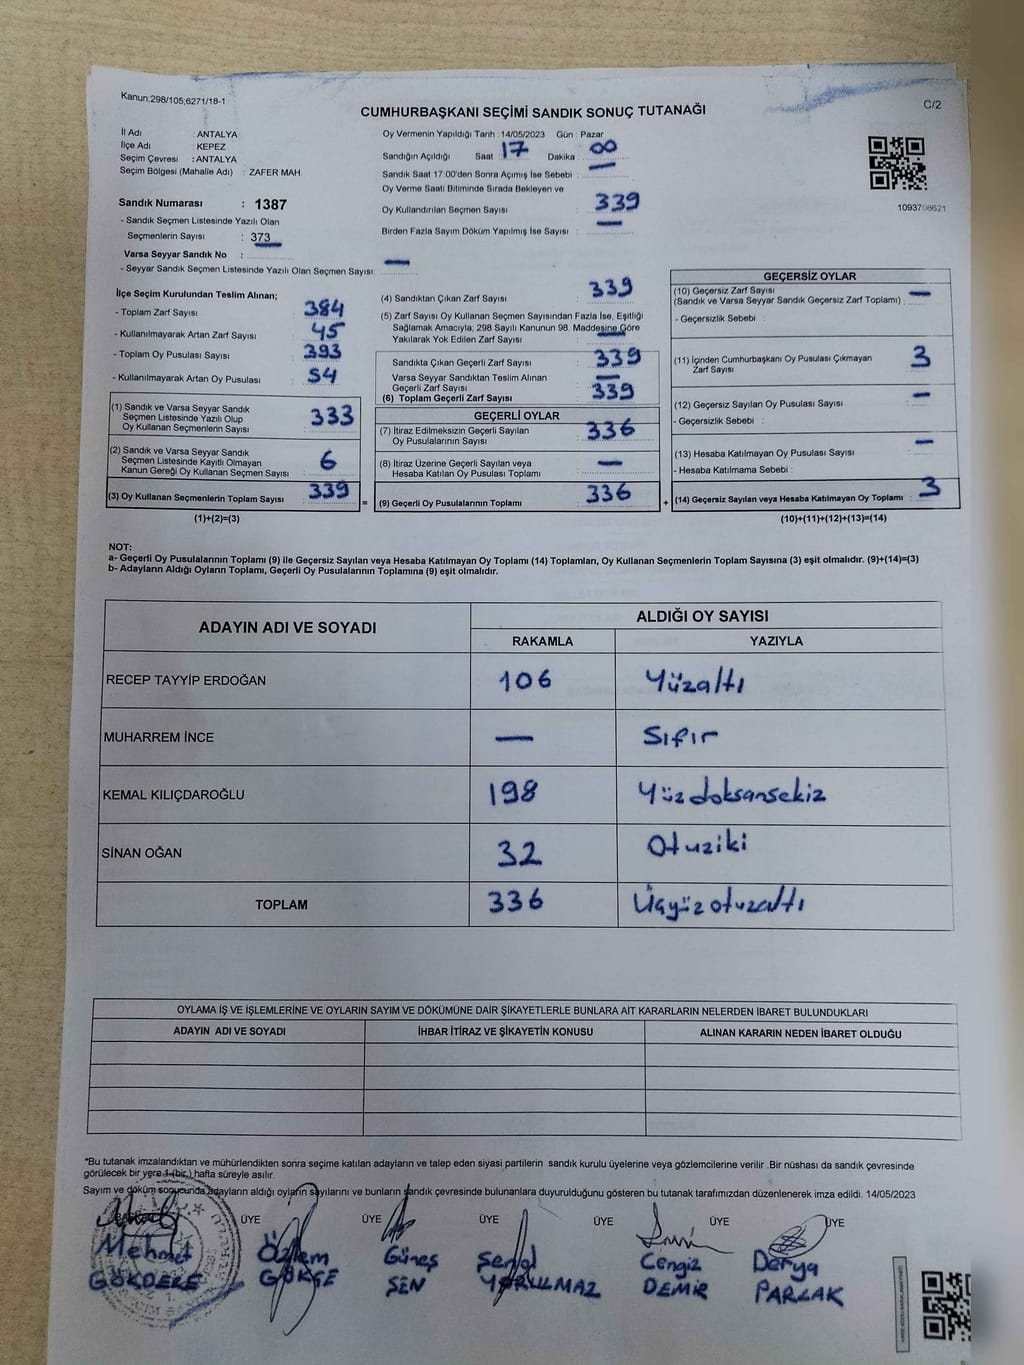 Kanun:298/105,6271/18-1
CUMHURBAŞKANI SEÇİMİ SANDIK SONUÇ TUTANAĞI
C/2
İl Adı : ANTALYA
İlçe Adı : KEPEZ
Seçim Çevresi : ANTALYA
Seçim Bölgesi (Mahalle Adı) : ZAFER MAH.
Oy Vermenin Yapıldığı Tarih : 14/05/2023 Gün : Pazar
Sandığın Açıldığı Saat 17 Dakika : 00
Sandık Saat 17:00'den Sonra Açımış İse Sebebi : —
Oy Verme Saati Bitiminde Sırada Bekleyen ve
Oy Kullandırılan Seçmen Sayısı : 339
Birden Fazla Sayım Döküm Yapılmış İse Sayısı : —
1093708621
Sandık Numarası : 1387
- Sandık Seçmen Listesinde Yazılı Olan
Seçmenlerin Sayısı : 373
Varsa Seyyar Sandık No : —
- Seyyar Sandık Seçmen Listesinde Yazılı Olan Seçmen Sayısı: —
İlçe Seçim Kurulundan Teslim Alınan;
- Toplam Zarf Sayısı : 384
- Kullanılmayarak Artan Zarf Sayısı : 45
- Toplam Oy Pusulası Sayısı : 393
- Kullanılmayarak Artan Oy Pusulası : 54
(1) Sandık ve Varsa Seyyar Sandık
Seçmen Listesinde Yazılı Olup
Oy Kullanan Seçmenlerin Sayısı : 333
(2) Sandık ve Varsa Seyyar Sandık
Seçmen Listesinde Kayıtlı Olmayan
Kanun Gereği Oy Kullanan Seçmen Sayısı : 6
(3) Oy Kullanan Seçmenlerin Toplam Sayısı : 339
(1)+(2)=(3)
(4) Sandıktan Çıkan Zarf Sayısı : 339
(5) Zarf Sayısı Oy Kullanan Seçmen Sayısından Fazla İse, Eşitliği
Sağlamak Amacıyla; 298 Sayılı Kanunun 98. Maddesine Göre
Yakılarak Yok Edilen Zarf Sayısı : —
Sandıkta Çıkan Geçerli Zarf Sayısı : 339
Varsa Seyyar Sandıktan Teslim Alınan
Geçerli Zarf Sayısı : —
(6) Toplam Geçerli Zarf Sayısı : 339
GEÇERLİ OYLAR
(7) İtiraz Edilmeksizin Geçerli Sayılan
Oy Pusulalarının Sayısı : 336
(8) İtiraz Üzerine Geçerli Sayılan veya
Hesaba Katılan Oy Pusulası Toplamı : —
= (9) Geçerli Oy Pusulalarının Toplamı : 336 +
GEÇERSİZ OYLAR
(10) Geçersiz Zarf Sayısı
(Sandık ve Varsa Seyyar Sandık Geçersiz Zarf Toplamı) : —
- Geçersizlik Sebebi :
(11) İçinden Cumhurbaşkanı Oy Pusulası Çıkmayan
Zarf Sayısı : 3
(12) Geçersiz Sayılan Oy Pusulası Sayısı : —
- Geçersizlik Sebebi :
(13) Hesaba Katılmayan Oy Pusulası Sayısı : —
- Hesaba Katılmama Sebebi :
(14) Geçersiz Sayılan veya Hesaba Katılmayan Oy Toplamı : 3
(10)+(11)+(12)+(13)=(14)
NOT:
a- Geçerli Oy Pusulalarının Toplamı (9) ile Geçersiz Sayılan veya Hesaba Katılmayan Oy Toplamı (14) Toplamları, Oy Kullanan Seçmenlerin Toplam Sayısına (3) eşit olmalıdır. (9)+(14)=(3)
b- Adayların Aldığı Oyların Toplamı, Geçerli Oy Pusulalarının Toplamına (9) eşit olmalıdır.
ADAYIN ADI VE SOYADI ALDIĞI OY SAYISI
RAKAMLA YAZIYLA
RECEP TAYYİP ERDOĞAN 106 Yüzaltı
MUHARREM İNCE — Sıfır
KEMAL KILIÇDAROĞLU 198 Yüzdoksansekiz
SİNAN OĞAN 32 Otuziki
TOPLAM 336 Üçyüzotuzaltı
OYLAMA İŞ VE İŞLEMLERİNE VE OYLARIN SAYIM VE DÖKÜMÜNE DAİR ŞİKAYETLERLE BUNLARA AİT KARARLARIN NELERDEN İBARET BULUNDUKLARI
ADAYIN ADI VE SOYADI İHBAR İTİRAZ VE ŞİKAYETİN KONUSU ALINAN KARARIN NEDEN İBARET OLDUĞU
*Bu tutanak imzalandıktan ve mühürlendikten sonra seçime katılan adayların ve talep eden siyasi partilerin sandık kurulu üyelerine veya gözlemcilerine verilir .Bir nüshası da sandık çevresinde
görülecek bir yere 1 (bir ) hafta süreyle asılır.
Sayım ve döküm sonucunda adayların aldığı oyların sayılarını ve bunların sandık çevresinde bulunanlara duyurulduğunu gösteren bu tutanak tarafımızdan düzenlenerek imza edildi. 14/05/2023
BAŞKAN ÜYE ÜYE ÜYE ÜYE ÜYE ÜYE
Mehmet Özlem Güneş Şenol Cengiz Derya
GÖKDERE GÖKÇE ŞEN YORULMAZ DEMİR PARLAK